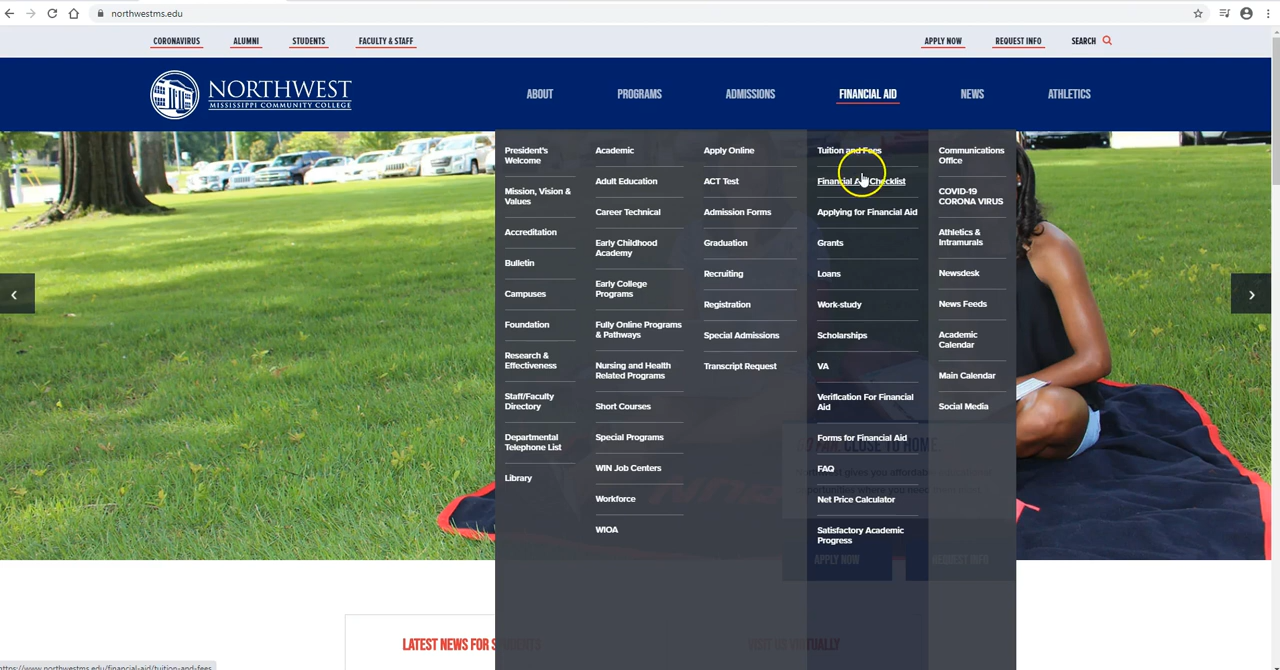 northwestms.edu
CORONAVIRUS ALUMNI STUDENTS FACULTY & STAFF APPLY NOW REQUEST INFO SEARCH
NORTHWEST
MISSISSIPPI COMMUNITY COLLEGE
ABOUT PROGRAMS ADMISSIONS FINANCIAL AID NEWS ATHLETICS
President's
Welcome
Mission, Vision &
Values
Accreditation
Bulletin
Campuses
Foundation
Research &
Effectiveness
Staff/Faculty
Directory
Departmental
Telephone List
Library
Academic
Adult Education
Career Technical
Early Childhood
Academy
Early College
Programs
Fully Online Programs
& Pathways
Nursing and Health
Related Programs
Short Courses
Special Programs
WIN Job Centers
Workforce
WIOA
Apply Online
ACT Test
Admission Forms
Graduation
Recruiting
Registration
Special Admissions
Transcript Request
Tuition and Fees
Financial Aid Checklist
Applying for Financial Aid
Grants
Loans
Work-study
Scholarships
VA
Verification For Financial
Aid
Forms for Financial Aid
FAQ
Net Price Calculator
Satisfactory Academic
Progress
Communications
Office
COVID-19
CORONA VIRUS
Athletics &
Intramurals
Newsdesk
News Feeds
Academic
Calendar
Main Calendar
Social Media
CLOSE TO HOME
APPLY NOW REQUEST INFO
LATEST NEWS FOR STUDENTS VISIT US VIRTUALLY
https://www.northwestms.edu/financial-aid/tuition-and-fees